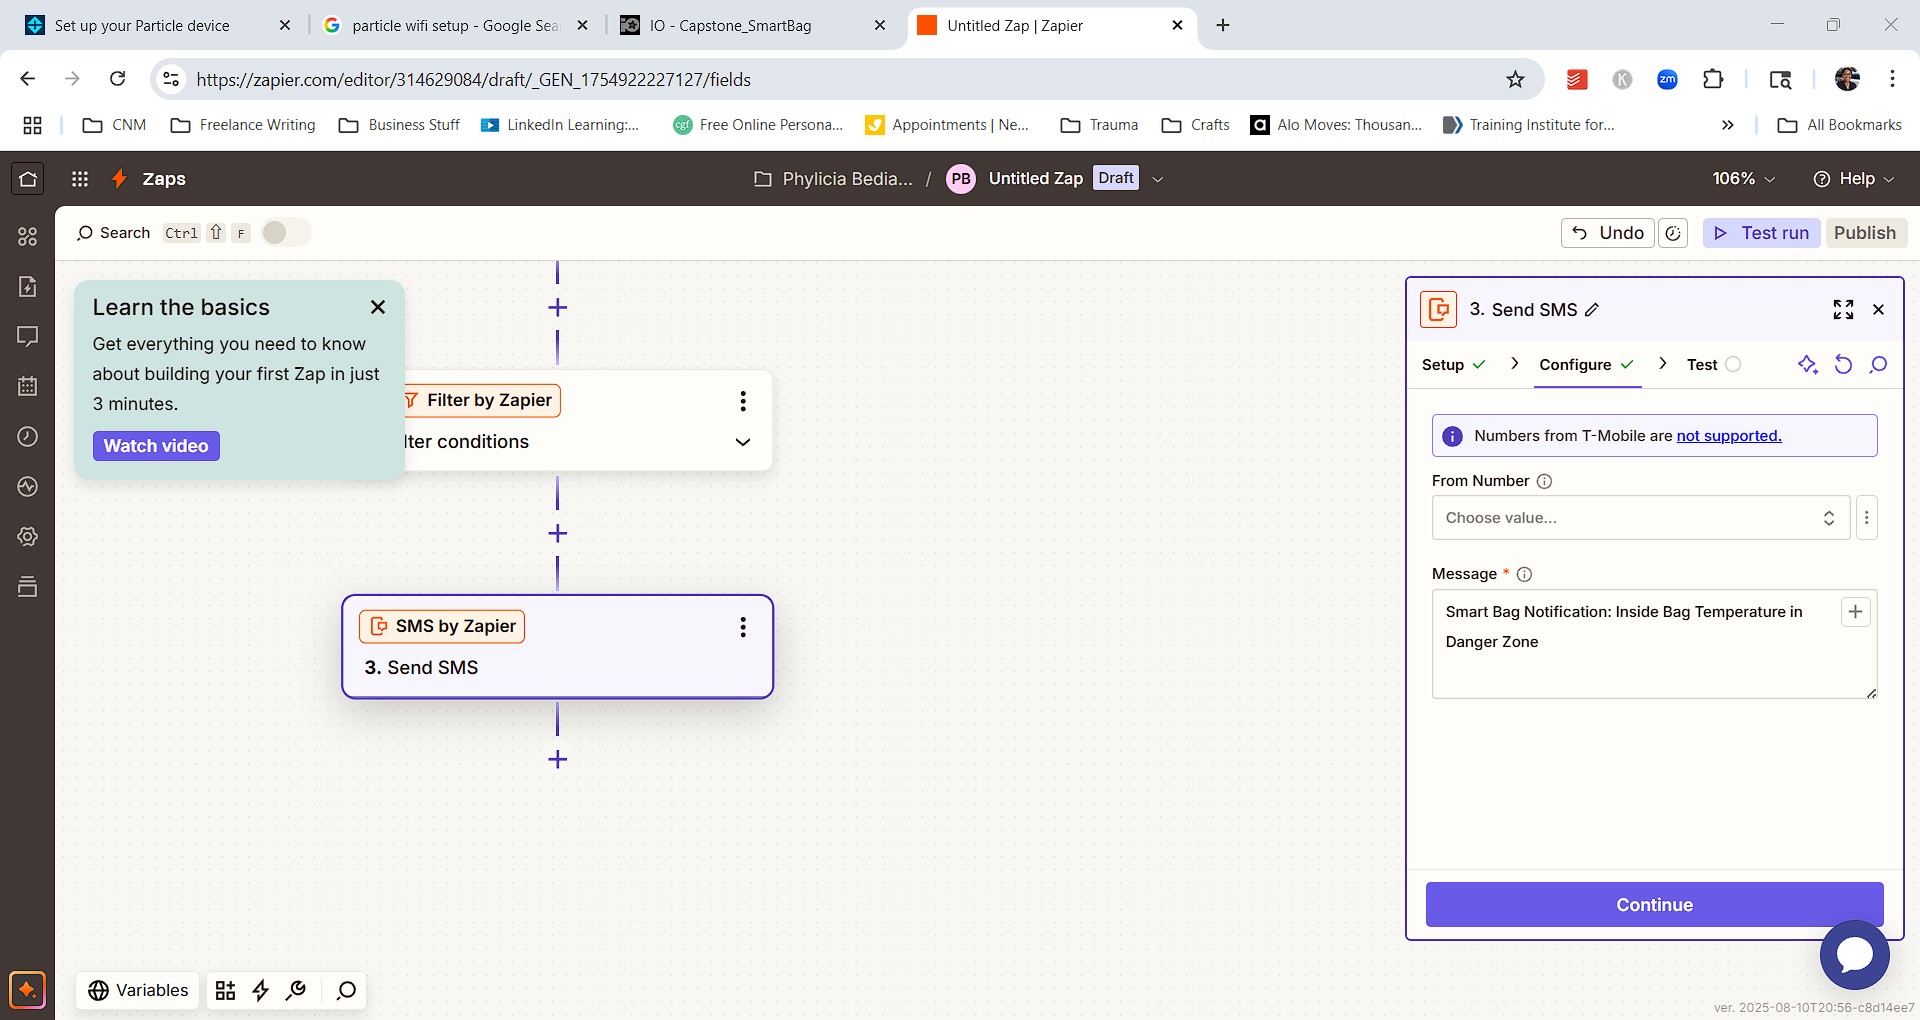 Set up your Particle device
particle wifi setup - Google Sea
IO - Capstone_SmartBag
Untitled Zap | Zapier
https://zapier.com/editor/314629084/draft/_GEN_1754922227127/fields
K
zm
CNM
Freelance Writing
Business Stuff
LinkedIn Learning:...
cgf
Free Online Persona...
Appointments | Ne...
Trauma
Crafts
a
Alo Moves: Thousan...
Training Institute for...
All Bookmarks
Zaps
Phylicia Bedia... / PB Untitled Zap Draft
106%
Help
Search Ctrl ⇧ F
Undo
Test run
Publish
Learn the basics
Get everything you need to know
about building your first Zap in just
3 minutes.
Watch video
Filter by Zapier
lter conditions
SMS by Zapier
3. Send SMS
3. Send SMS
Setup
Configure
Test
Numbers from T-Mobile are not supported.
From Number
Choose value...
Message *
Smart Bag Notification: Inside Bag Temperature in
Danger Zone
Continue
Variables
ver. 2025-08-10T20:56-c8d14ee7